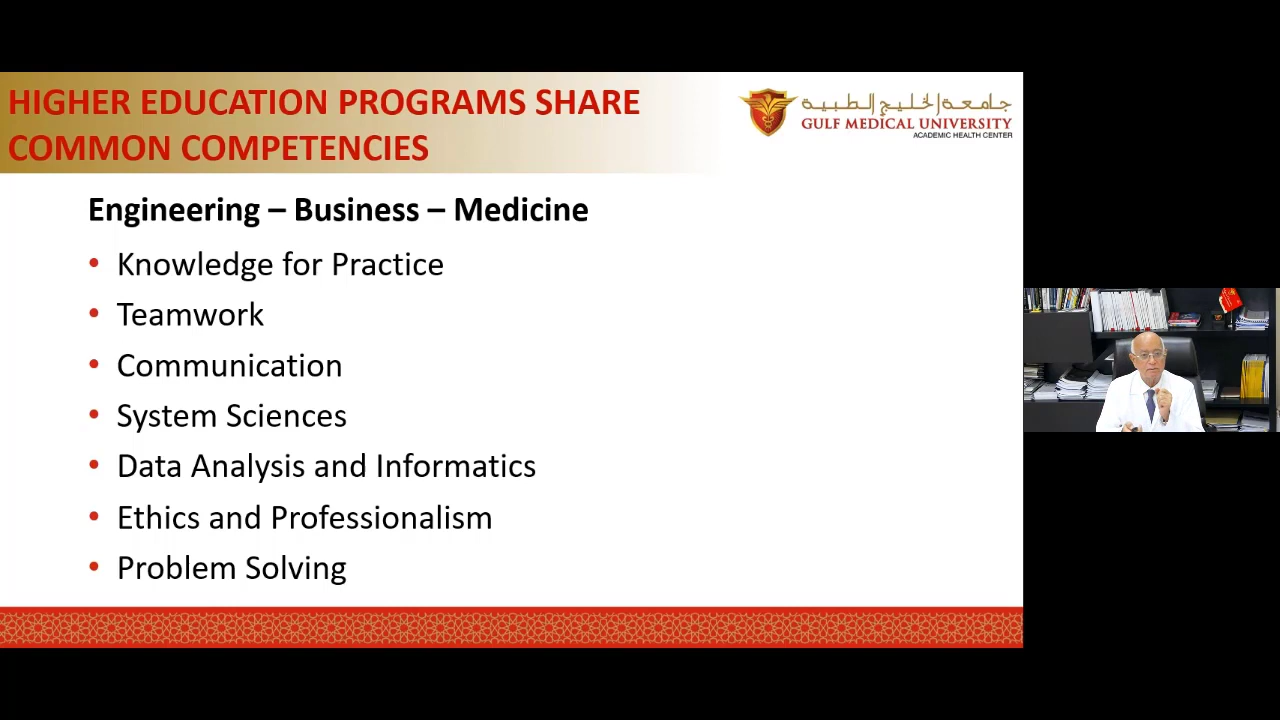 HIGHER EDUCATION PROGRAMS SHARE
COMMON COMPETENCIES
جامعة الخليج الطبية
GULF MEDICAL UNIVERSITY
ACADEMIC HEALTH CENTER
Engineering – Business – Medicine
• Knowledge for Practice
• Teamwork
• Communication
• System Sciences
• Data Analysis and Informatics
• Ethics and Professionalism
• Problem Solving